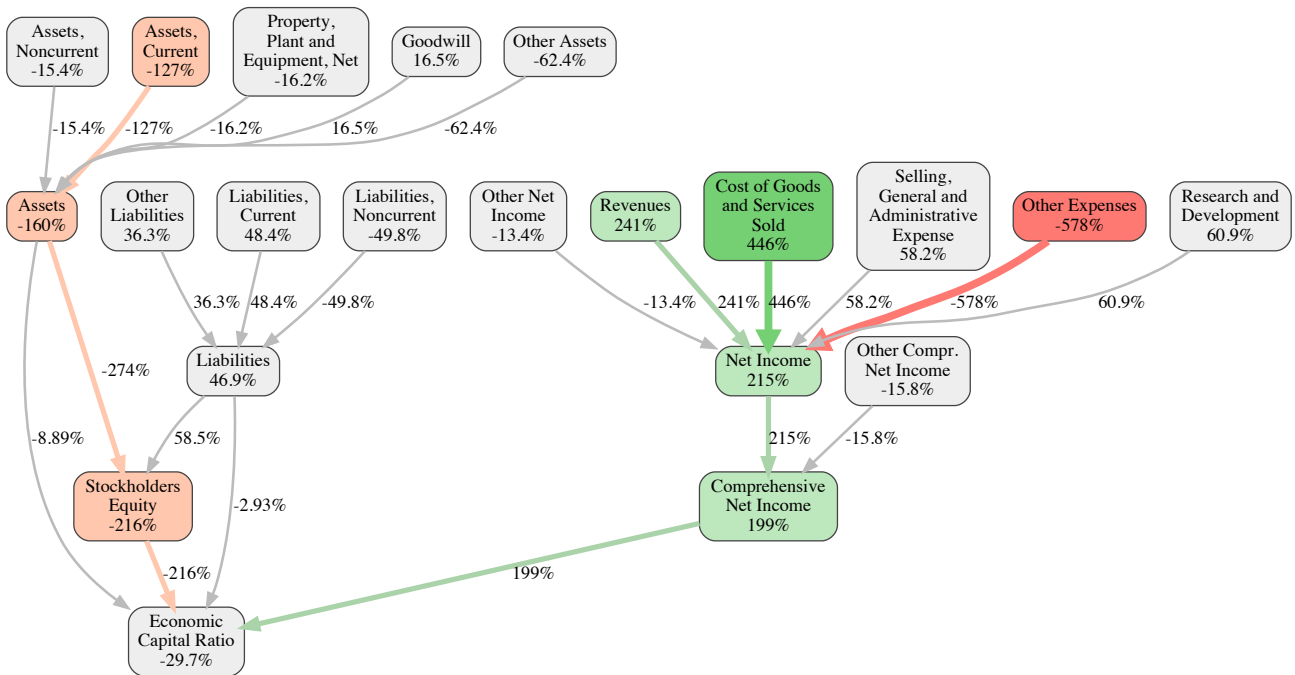 Assets,
Noncurrent
-15.4%
Assets,
Current
-127%
Property,
Plant and
Equipment, Net
-16.2%
Goodwill
16.5%
Other Assets
-62.4%
-15.4%
-127%
-16.2%
16.5%
-62.4%
Assets
-160%
Other
Liabilities
36.3%
Liabilities,
Current
48.4%
Liabilities,
Noncurrent
-49.8%
Other Net
Income
-13.4%
Revenues
241%
Cost of Goods
and Services
Sold
446%
Selling,
General and
Administrative
Expense
58.2%
Other Expenses
-578%
Research and
Development
60.9%
36.3%
48.4%
-49.8%
-13.4%
241%
446%
58.2%
-578%
60.9%
Liabilities
46.9%
Net Income
215%
Other Compr.
Net Income
-15.8%
-274%
-8.89%
58.5%
215%
-15.8%
Stockholders
Equity
-216%
-2.93%
Comprehensive
Net Income
199%
-216%
199%
Economic
Capital Ratio
-29.7%